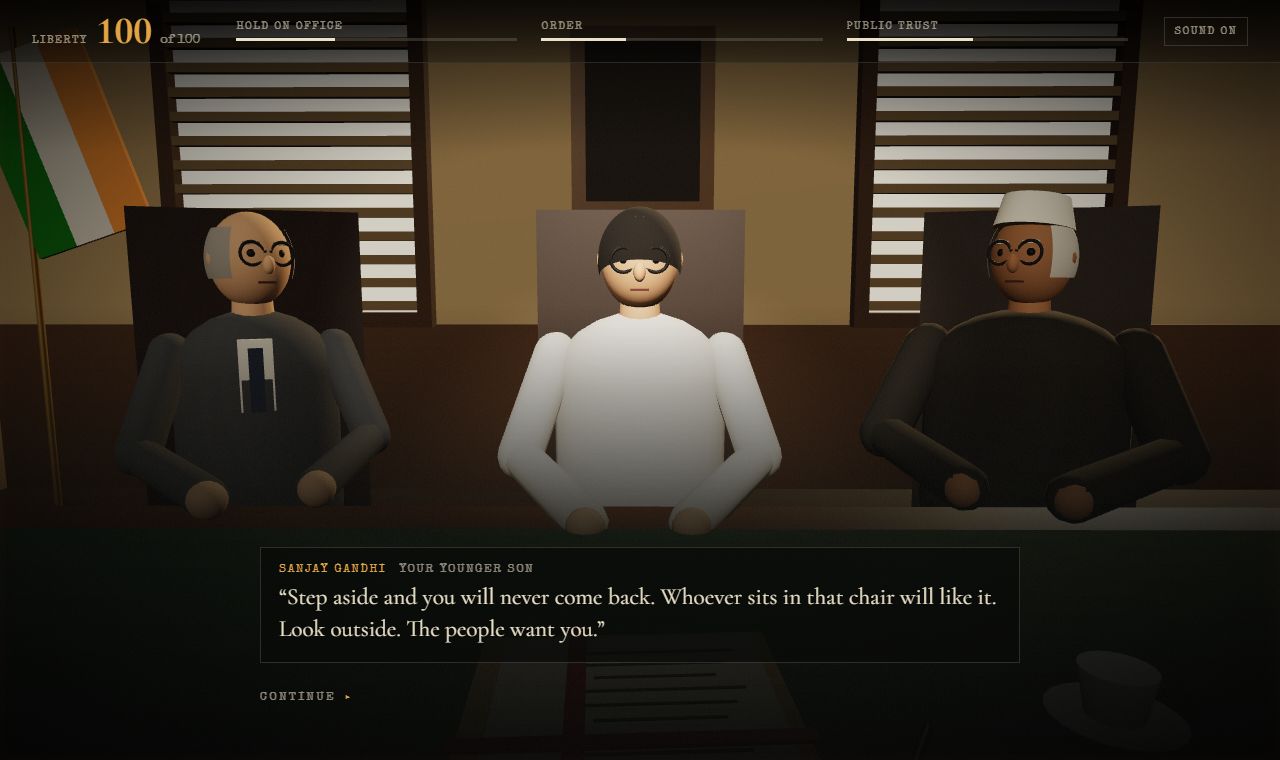 LIBERTY 100 of 100
HOLD ON OFFICE
ORDER
PUBLIC TRUST
SOUND ON
SANJAY GANDHI YOUR YOUNGER SON
“Step aside and you will never come back. Whoever sits in that chair will like it.
Look outside. The people want you.”
CONTINUE ▸